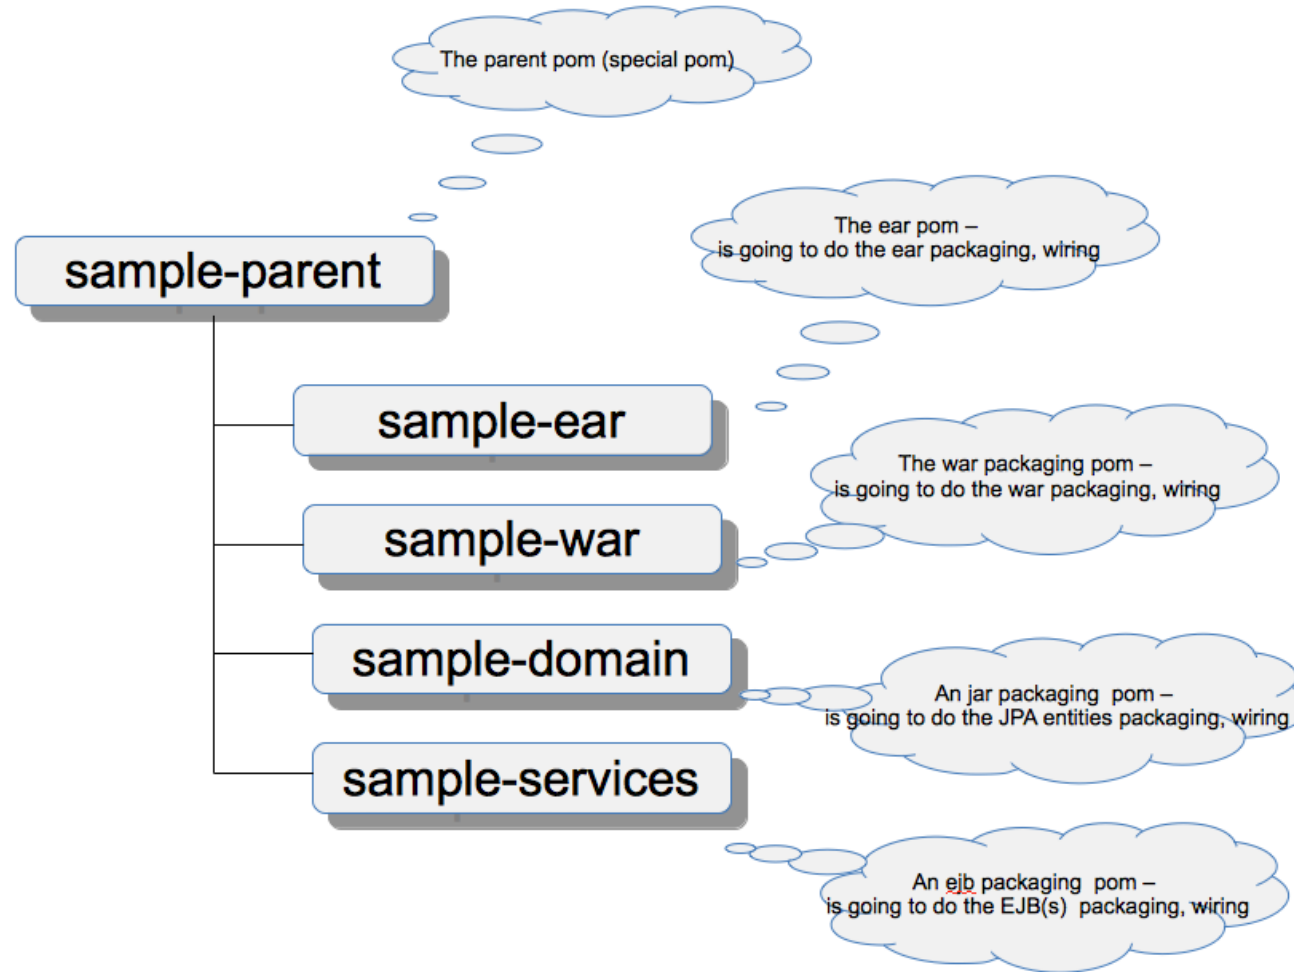 The parent pom (special pom)
The ear pom –
is going to do the ear packaging, wiring
sample-parent
sample-ear
The war packaging pom –
is going to do the war packaging, wiring
sample-war
sample-domain
An jar packaging  pom –
is going to do the JPA entities packaging, wiring
sample-services
An ejb packaging  pom –
is going to do the EJB(s)  packaging, wiring